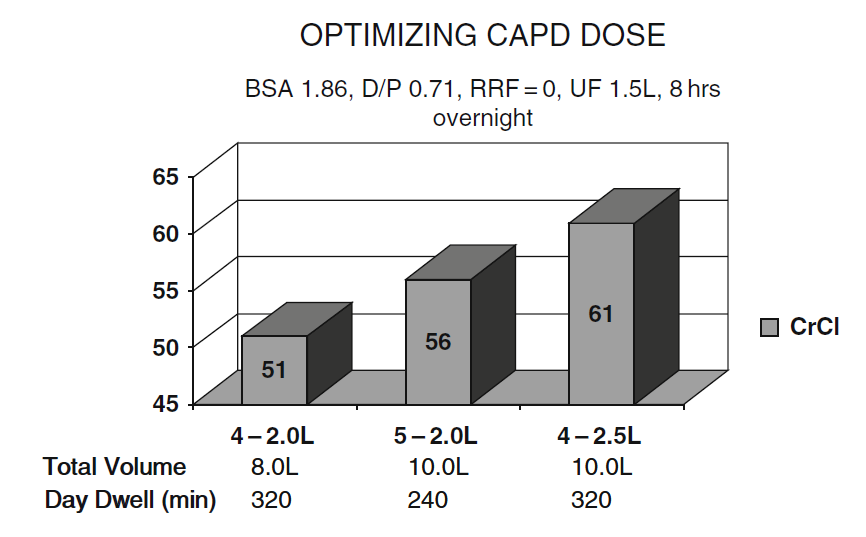 OPTIMIZING CAPD DOSE
BSA 1.86, D/P 0.71, RRF = 0, UF 1.5L, 8 hrs
overnight
65
60
55
50
45
51
56
61
CrCl
4 – 2.0L 5 – 2.0L 4 – 2.5L
Total Volume 8.0L 10.0L 10.0L
Day Dwell (min) 320 240 320